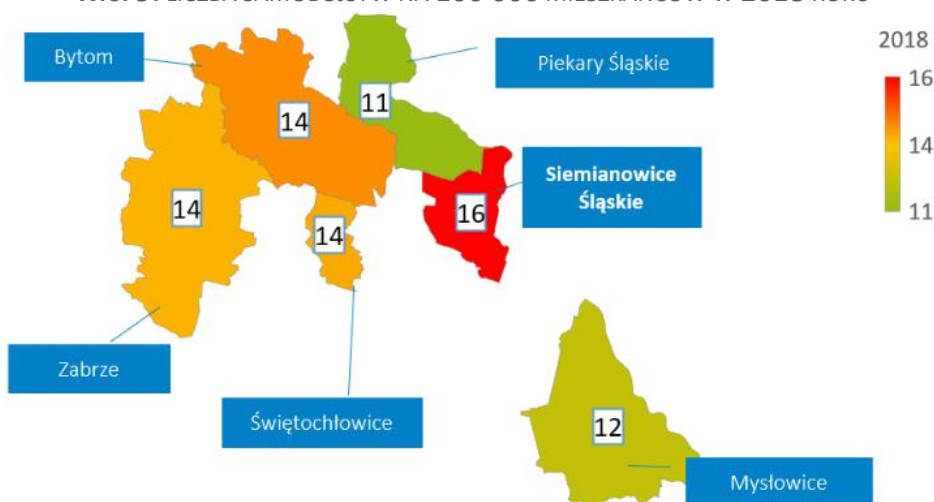 Bytom
Piekary Śląskie
2018
16
14
11
11
14
Siemianowice
Śląskie
14
14
16
Zabrze
Świętochłowice
12
Mysłowice